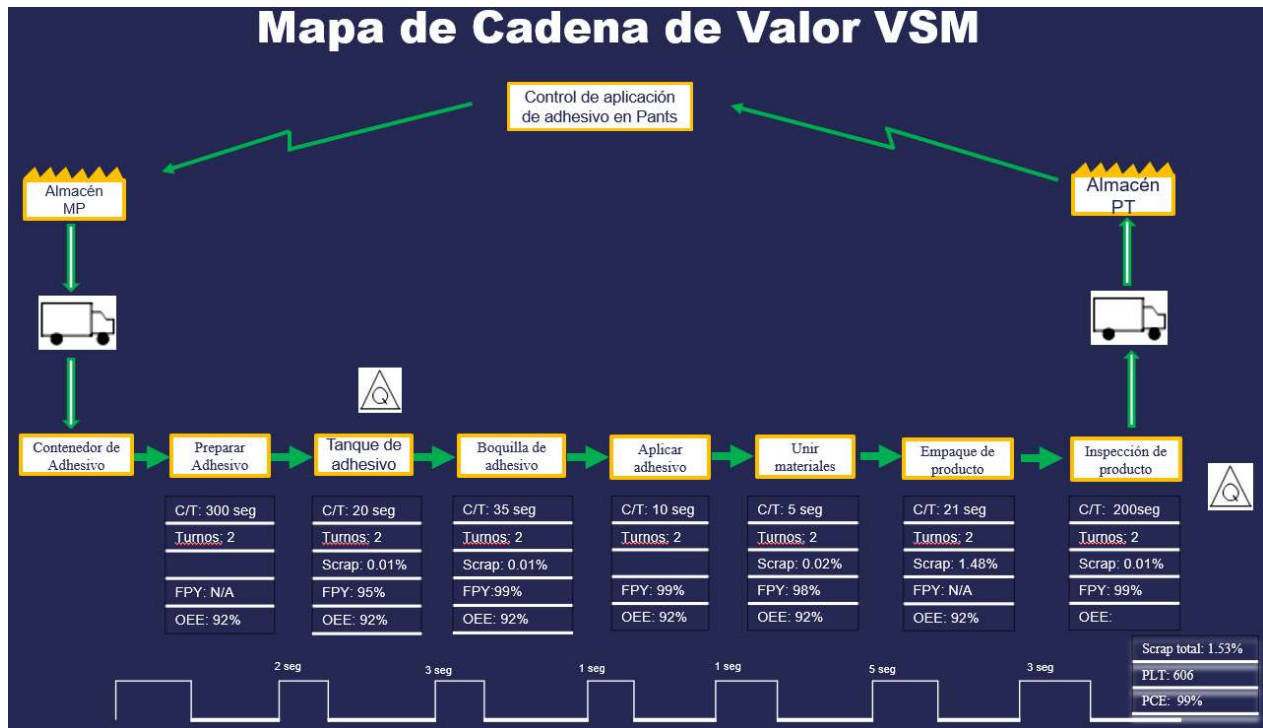 Mapa de Cadena de Valor VSM
Control de aplicación
de adhesivo en Pants
Almacén
MP
Almacén
PT
Q
Contenedor de
Adhesivo
Preparar
Adhesivo
Tanque de
adhesivo
Boquilla de
adhesivo
Aplicar
adhesivo
Unir
materiales
Empaque de
producto
Inspección de
producto
Q
C/T: 300 seg
Turnos: 2
FPY: N/A
OEE: 92%
C/T: 20 seg
Turnos: 2
Scrap: 0.01%
FPY: 95%
OEE: 92%
C/T: 35 seg
Turnos: 2
Scrap: 0.01%
FPY:99%
OEE: 92%
C/T: 10 seg
Turnos: 2
FPY: 99%
OEE: 92%
C/T: 5 seg
Turnos: 2
Scrap: 0.02%
FPY: 98%
OEE: 92%
C/T: 21 seg
Turnos: 2
Scrap: 1.48%
FPY: N/A
OEE: 92%
C/T: 200seg
Turnos: 2
Scrap: 0.01%
FPY: 99%
OEE:
2 seg
3 seg
1 seg
1 seg
5 seg
3 seg
Scrap total: 1.53%
PLT: 606
PCE: 99%